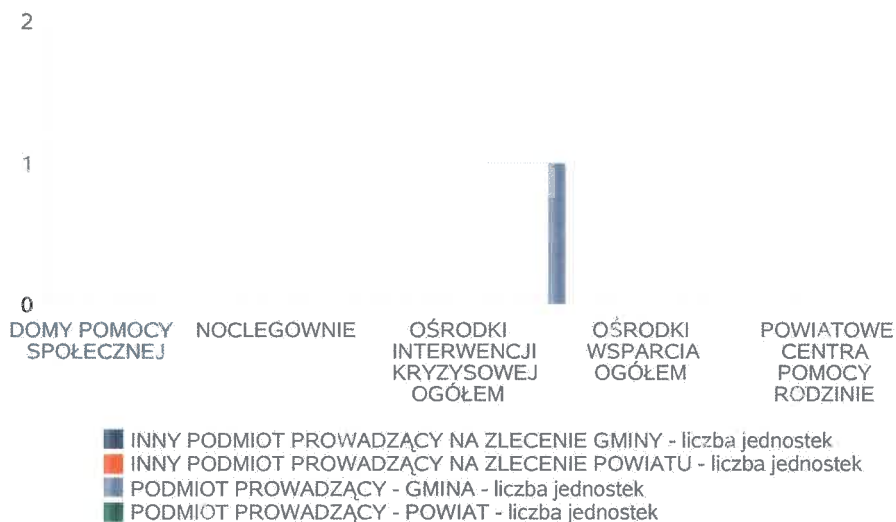 2
1
0
DOMY POMOCY SPOŁECZNEJ
NOCLEGOWNIE
OŚRODKI INTERWENCJI KRYZYSOWEJ OGÓŁEM
OŚRODKI WSPARCIA OGÓŁEM
POWIATOWE CENTRA POMOCY RODZINIE
INNY PODMIOT PROWADZĄCY NA ZLECENIE GMINY - liczba jednostek
INNY PODMIOT PROWADZĄCY NA ZLECENIE POWIATU - liczba jednostek
PODMIOT PROWADZĄCY - GMINA - liczba jednostek
PODMIOT PROWADZĄCY - POWIAT - liczba jednostek